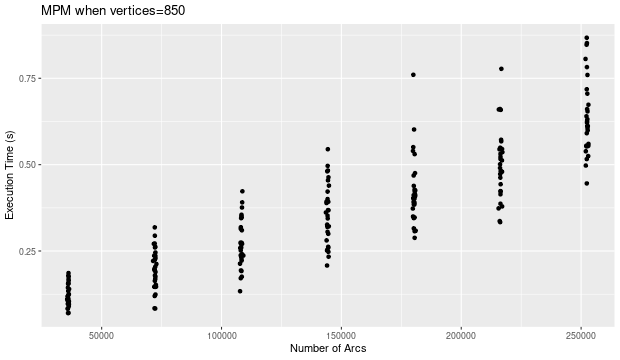 MPM when vertices=850
Execution Time (s)
0.75
0.50
0.25
50000 100000 150000 200000 250000
Number of Arcs